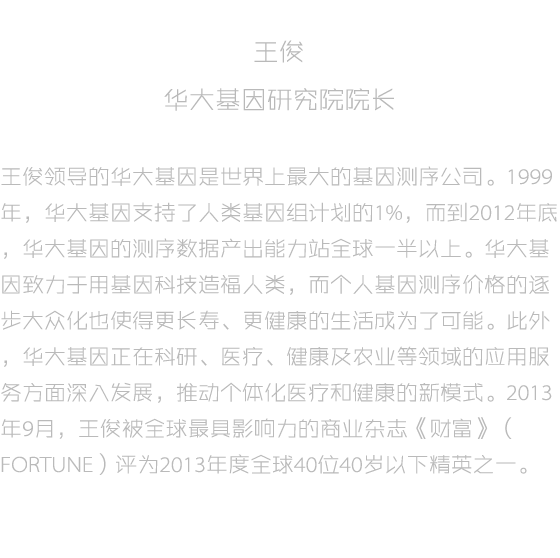 王俊
华大基因研究院院长
王俊领导的华大基因是世界上最大的基因测序公司。1999
年，华大基因支持了人类基因组计划的1%，而到2012年底
，华大基因的测序数据产出能力站全球一半以上。华大基
因致力于用基因科技造福人类，而个人基因测序价格的逐
步大众化也使得更长寿、更健康的生活成为了可能。此外
，华大基因正在科研、医疗、健康及农业等领域的应用服
务方面深入发展，推动个体化医疗和健康的新模式。2013
年9月，王俊被全球最具影响力的商业杂志《财富》（
FORTUNE）评为2013年度全球40位40岁以下精英之一。